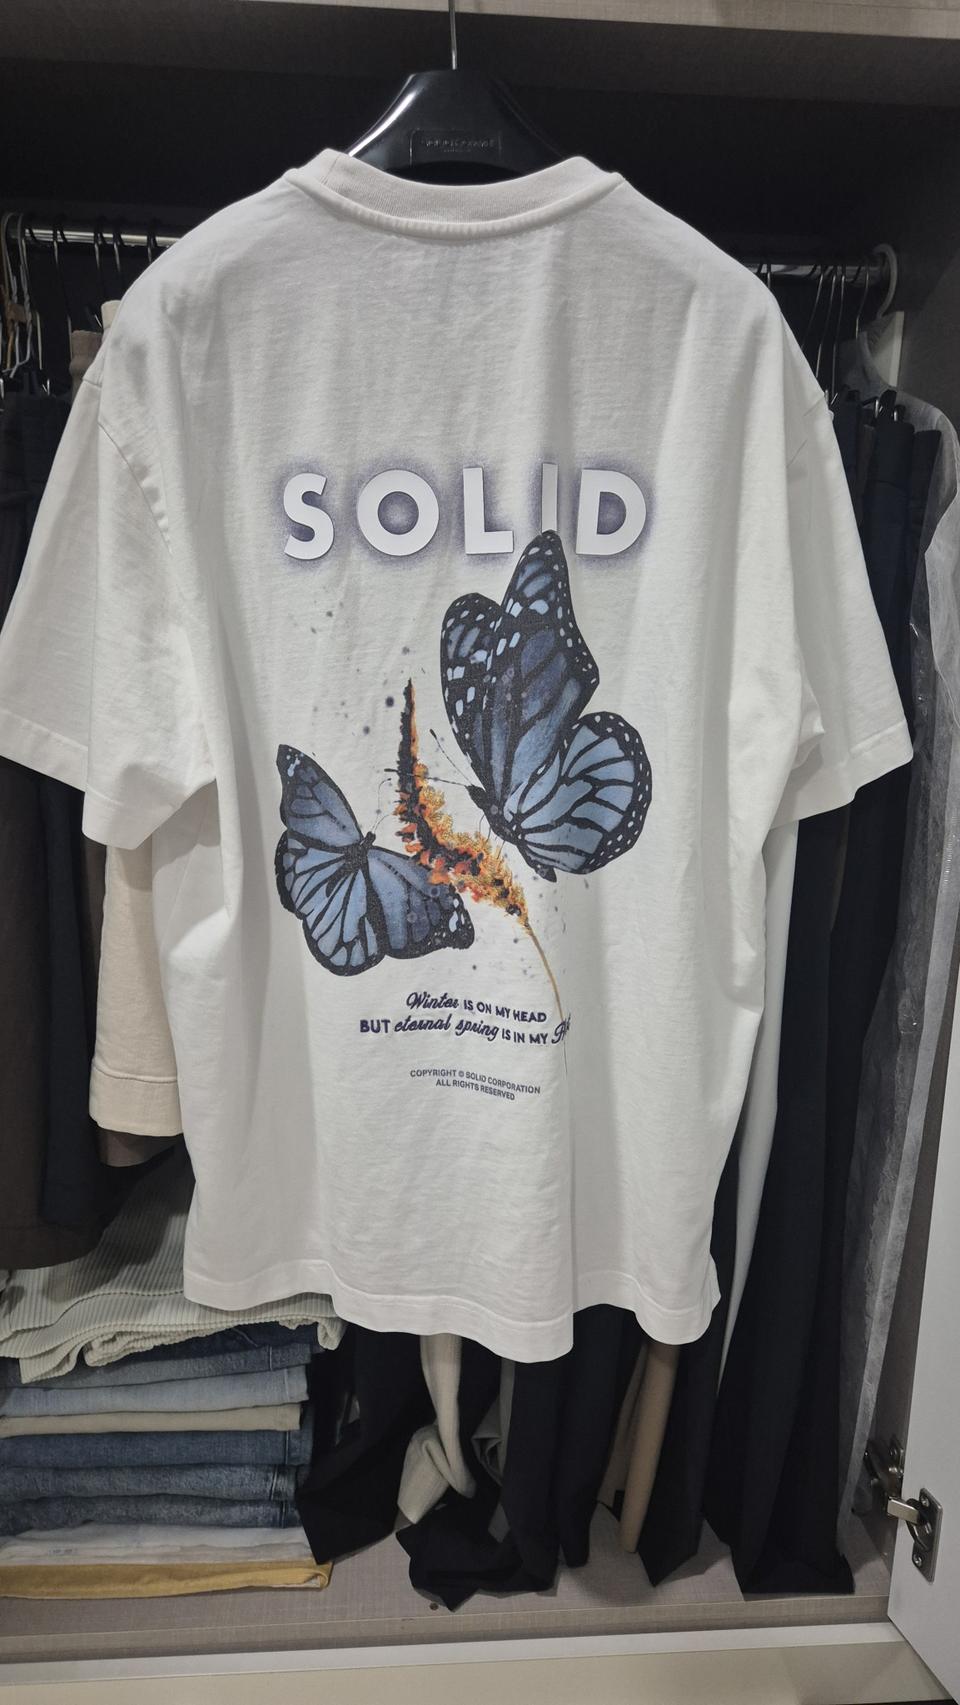 SOLID
Winter IS ON MY HEAD
BUT eternal spring IS IN MY
COPYRIGHT © SOLID CORPORATION
ALL RIGHTS RESERVED